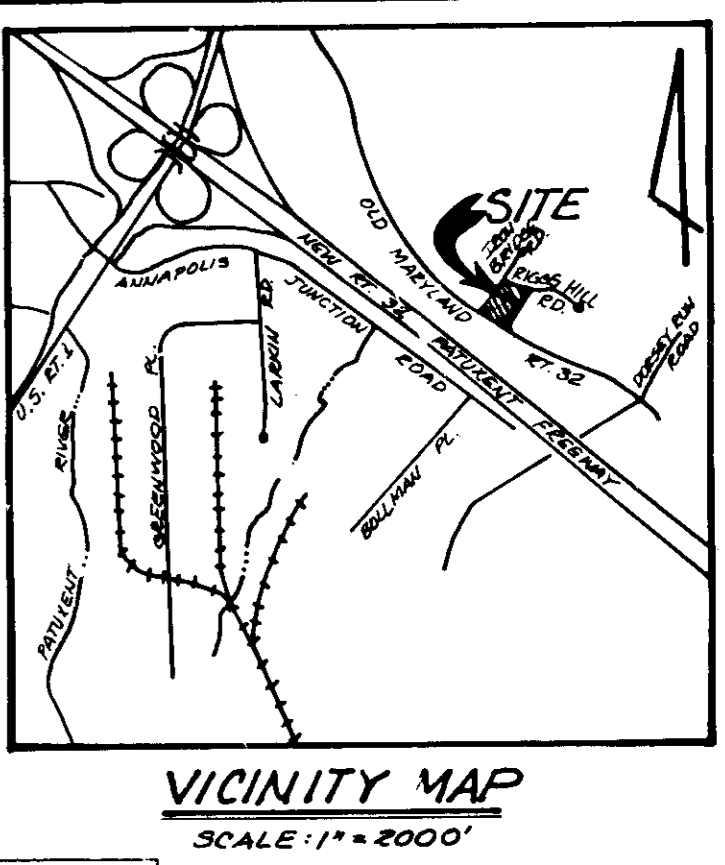 SITE
IRON
BRIDGE
RD.
RIGGS HILL
RD.
OLD MARYLAND
RT. 32
NEW RT. 32
PATUXENT FREEWAY
ANNAPOLIS
JUNCTION
ROAD
LARKIN RD.
DORSEY RUN
ROAD
U.S. RT. 1
GREENWOOD PL.
BOLLMAN PL.
PATUXENT
RIVER
VICINITY MAP
SCALE: 1" = 2000'